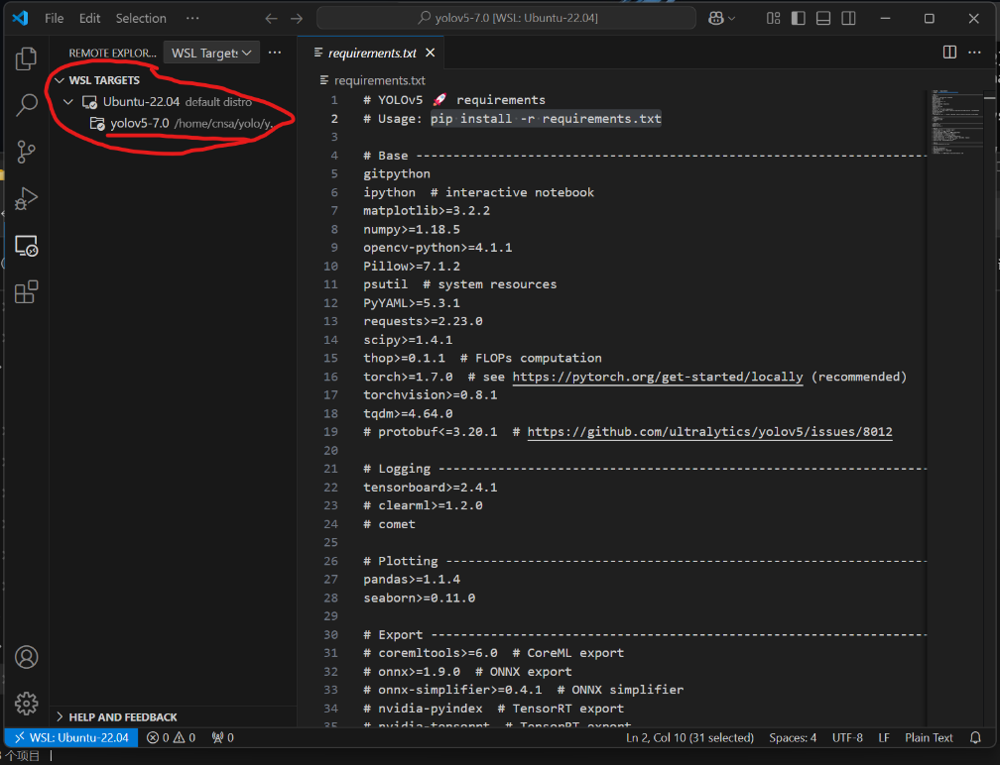 File Edit Selection ··· yolov5-7.0 [WSL: Ubuntu-22.04]
REMOTE EXPLOR... WSL Targets ···
WSL TARGETS
Ubuntu-22.04 default distro
yolov5-7.0 /home/cnsa/yolo/y...
HELP AND FEEDBACK
requirements.txt
requirements.txt
1 # YOLOv5 🚀 requirements
2 # Usage: pip install -r requirements.txt
3
4 # Base ----------------------------------------------------------------------
5 gitpython
6 ipython # interactive notebook
7 matplotlib>=3.2.2
8 numpy>=1.18.5
9 opencv-python>=4.1.1
10 Pillow>=7.1.2
11 psutil # system resources
12 PyYAML>=5.3.1
13 requests>=2.23.0
14 scipy>=1.4.1
15 thop>=0.1.1 # FLOPs computation
16 torch>=1.7.0 # see https://pytorch.org/get-started/locally (recommended)
17 torchvision>=0.8.1
18 tqdm>=4.64.0
19 # protobuf<=3.20.1 # https://github.com/ultralytics/yolov5/issues/8012
20
21 # Logging -------------------------------------------------------------------
22 tensorboard>=2.4.1
23 # clearml>=1.2.0
24 # comet
25
26 # Plotting ------------------------------------------------------------------
27 pandas>=1.1.4
28 seaborn>=0.11.0
29
30 # Export --------------------------------------------------------------------
31 # coremltools>=6.0 # CoreML export
32 # onnx>=1.9.0 # ONNX export
33 # onnx-simplifier>=0.4.1 # ONNX simplifier
34 # nvidia-pyindex # TensorRT export
35 # nvidia-tensorrt # TensorRT export
WSL: Ubuntu-22.04 0 0 0 Ln 2, Col 10 (31 selected) Spaces: 4 UTF-8 LF Plain Text
个项目